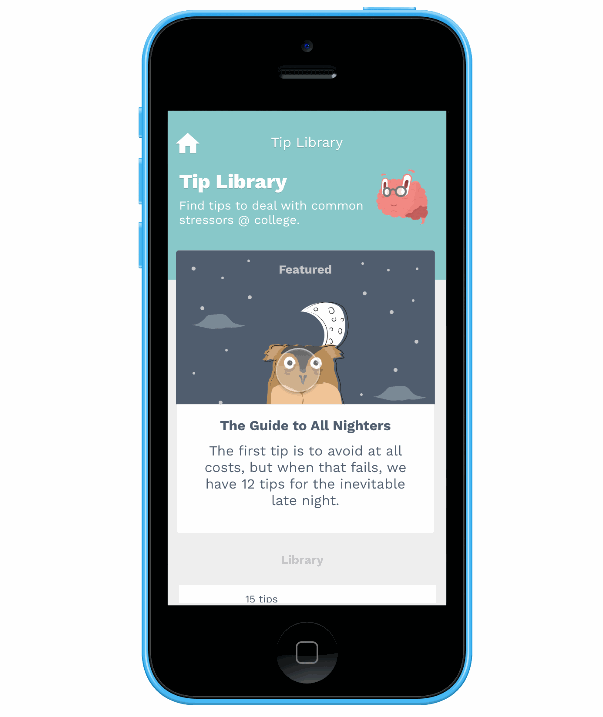 Tip Library
Tip Library
Find tips to deal with common
stressors @ college.
Featured
The Guide to All Nighters
The first tip is to avoid at all
costs, but when that fails, we
have 12 tips for the inevitable
late night.
Library
15 tips